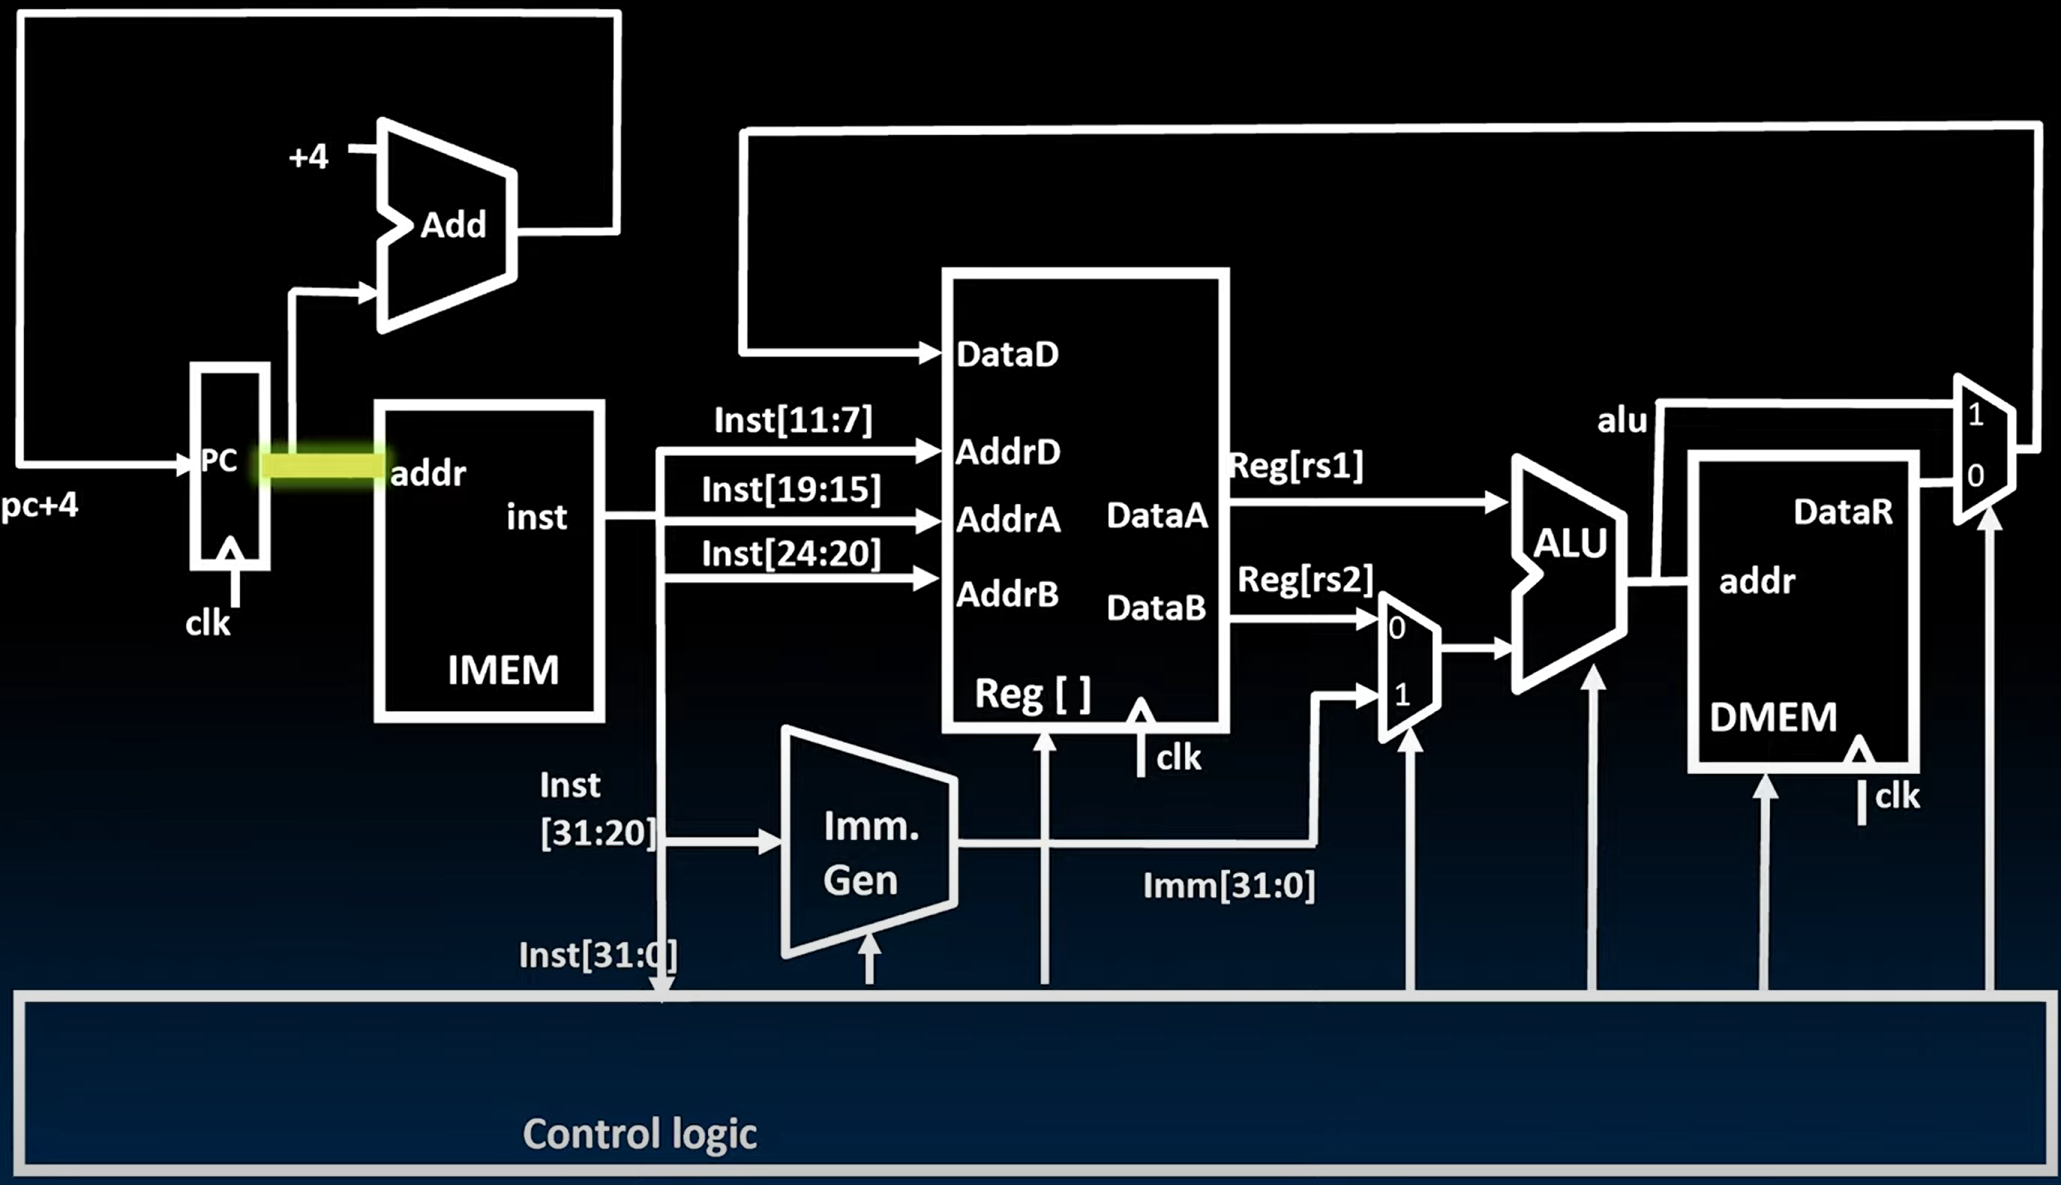 +4
Add
DataD
Inst[11:7]
1
alu
AddrD
PC
addr
Reg[rs1]
Inst[19:15]
0
pc+4
inst
AddrA
DataA
DataR
ALU
Inst[24:20]
Reg[rs2]
addr
AddrB
DataB
0
clk
IMEM
Reg [ ]
1
DMEM
clk
Inst
[31:20]
clk
Imm.
Gen
Imm[31:0]
Inst[31:0]
Control logic